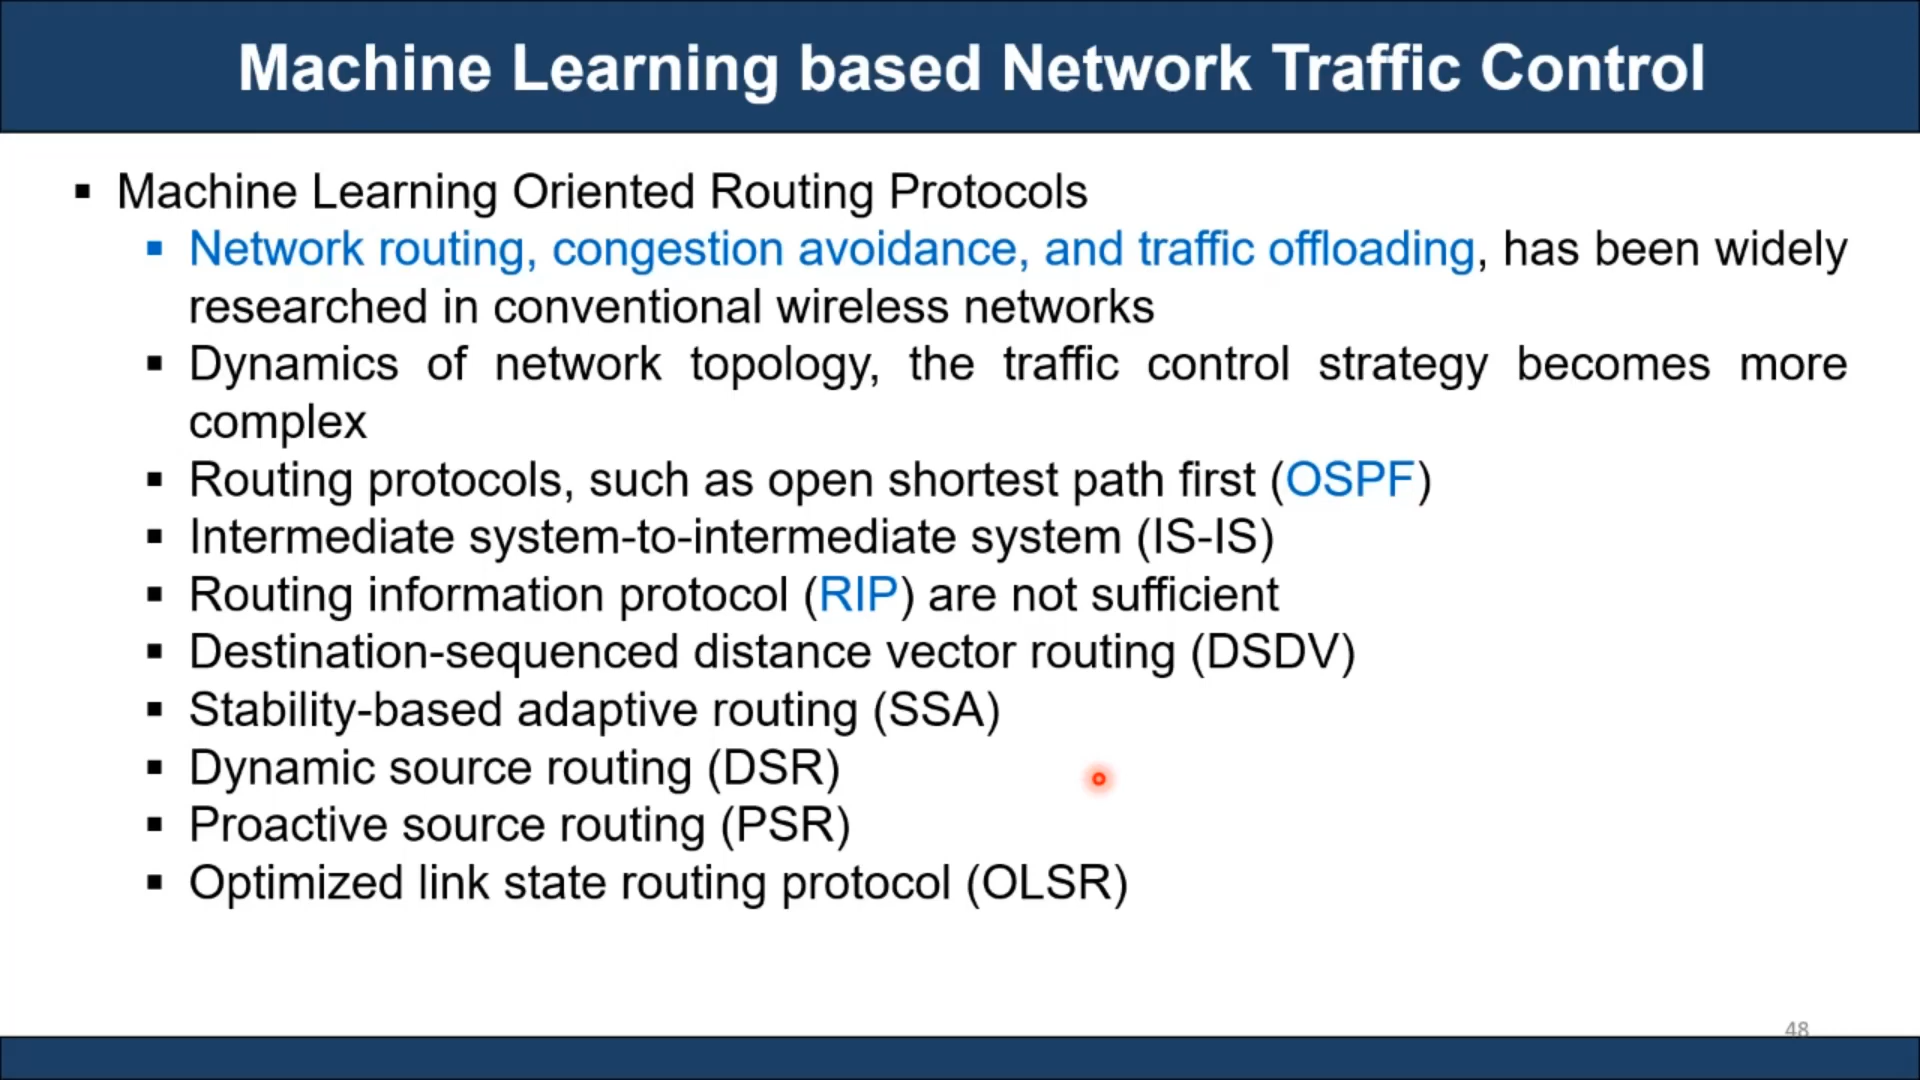 Machine Learning based Network Traffic Control
▪ Machine Learning Oriented Routing Protocols
▪ Network routing, congestion avoidance, and traffic offloading, has been widely
researched in conventional wireless networks
▪ Dynamics of network topology, the traffic control strategy becomes more
complex
▪ Routing protocols, such as open shortest path first (OSPF)
▪ Intermediate system-to-intermediate system (IS-IS)
▪ Routing information protocol (RIP) are not sufficient
▪ Destination-sequenced distance vector routing (DSDV)
▪ Stability-based adaptive routing (SSA)
▪ Dynamic source routing (DSR)
▪ Proactive source routing (PSR)
▪ Optimized link state routing protocol (OLSR)
48